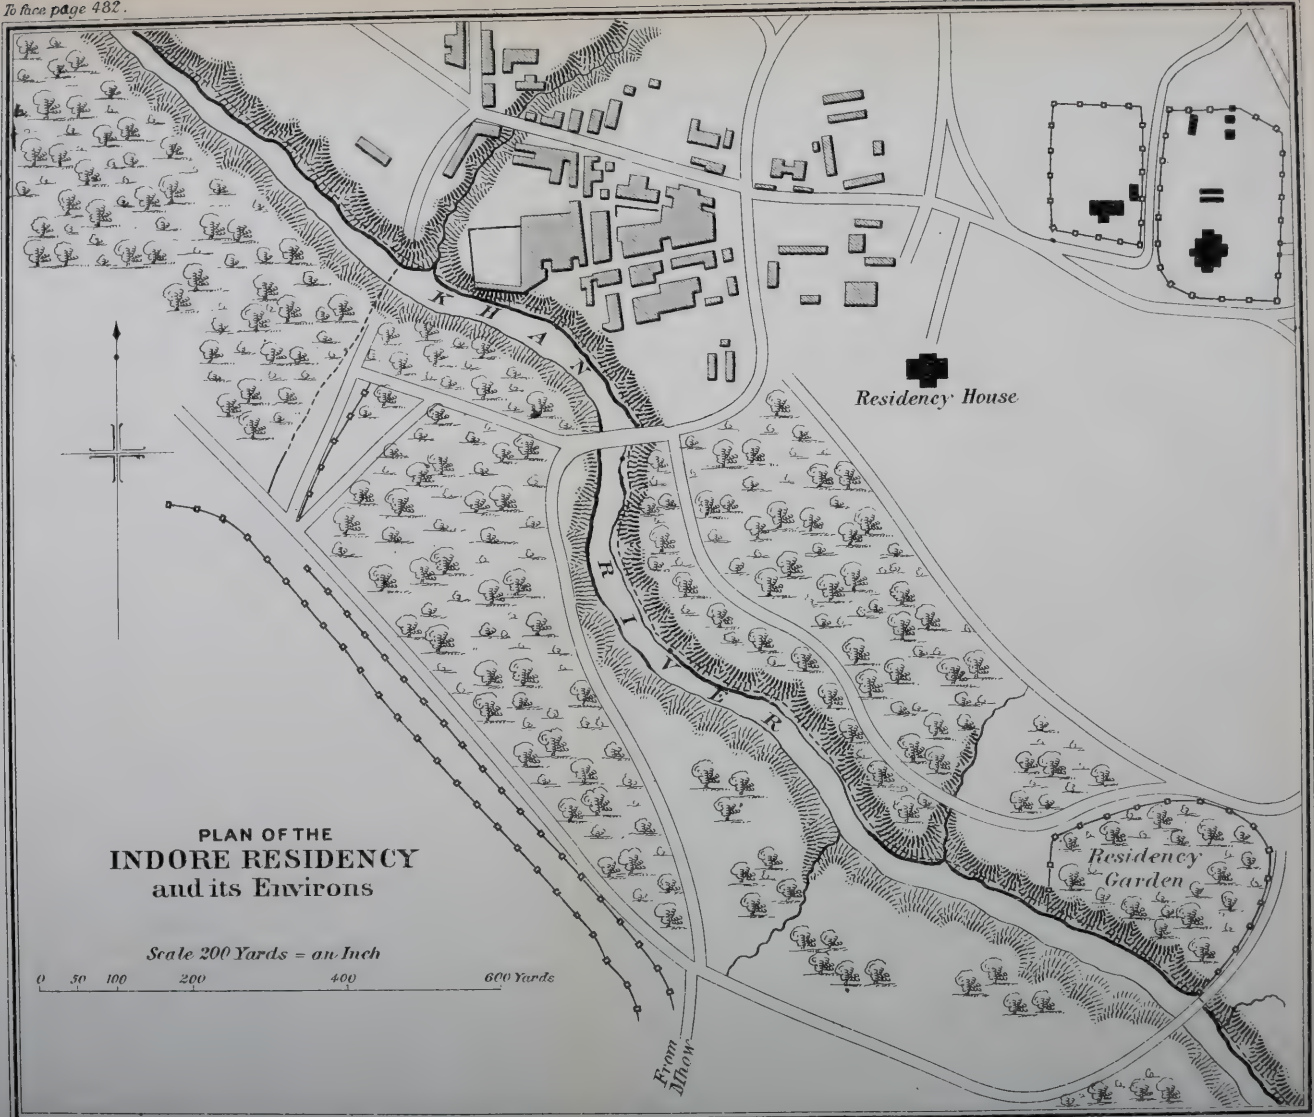 To face page 482.
KHAN RIVER
Residency House
PLAN OF THE
INDORE RESIDENCY
and its Environs
Scale 200 Yards = an Inch
0 50 100 200 400 600 Yards
Residency
Garden
From
Mhow